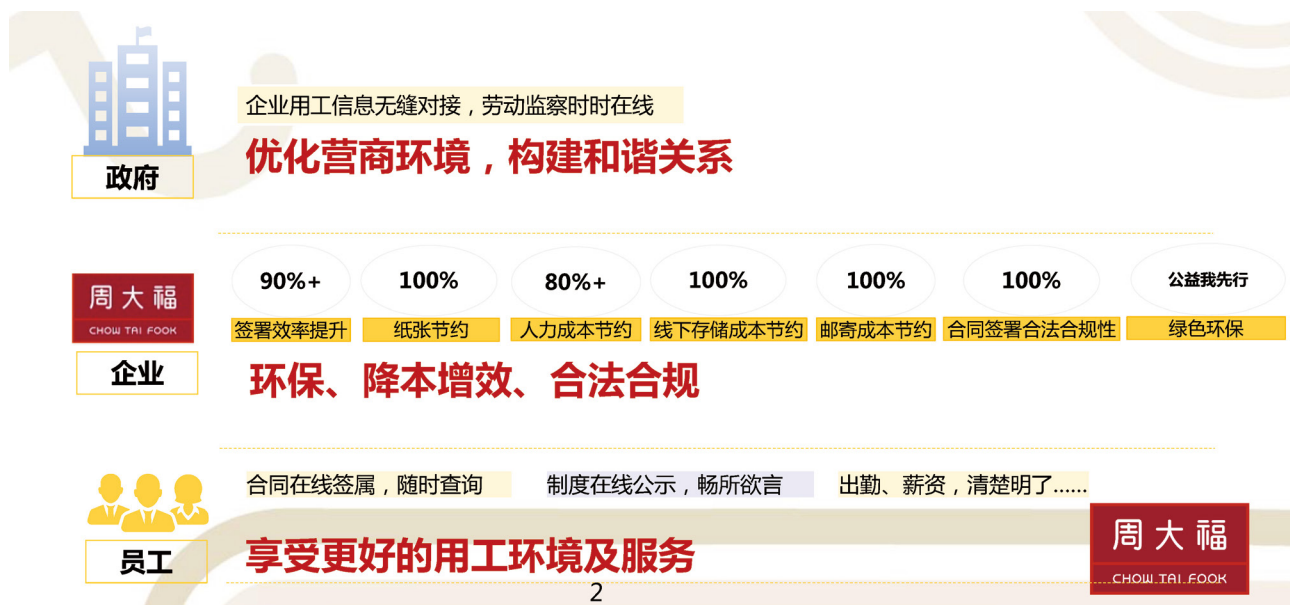 企业用工信息无缝对接，劳动监察时时在线
优化营商环境，构建和谐关系
政府
90%+ 100% 80%+ 100% 100% 100% 公益我先行
签署效率提升 纸张节约 人力成本节约 线下存储成本节约 邮寄成本节约 合同签署合法合规性 绿色环保
周大福
CHOW TAI FOOK
企业
环保、降本增效、合法合规
合同在线签属，随时查询 制度在线公示，畅所欲言 出勤、薪资，清楚明了......
员工
享受更好的用工环境及服务
周大福
CHOW TAI FOOK
2